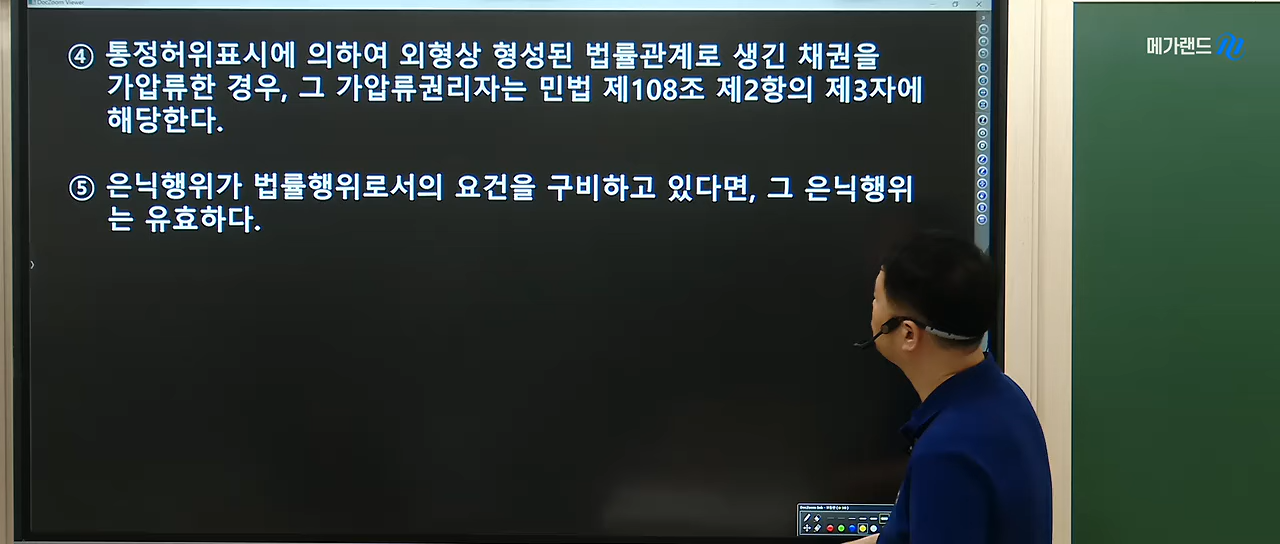 DocZoom Viewer
메가랜드
④ 통정허위표시에 의하여 외형상 형성된 법률관계로 생긴 채권을
가압류한 경우, 그 가압류권리자는 민법 제108조 제2항의 제3자에
해당한다.
⑤ 은닉행위가 법률행위로서의 요건을 구비하고 있다면, 그 은닉행위
는 유효하다.